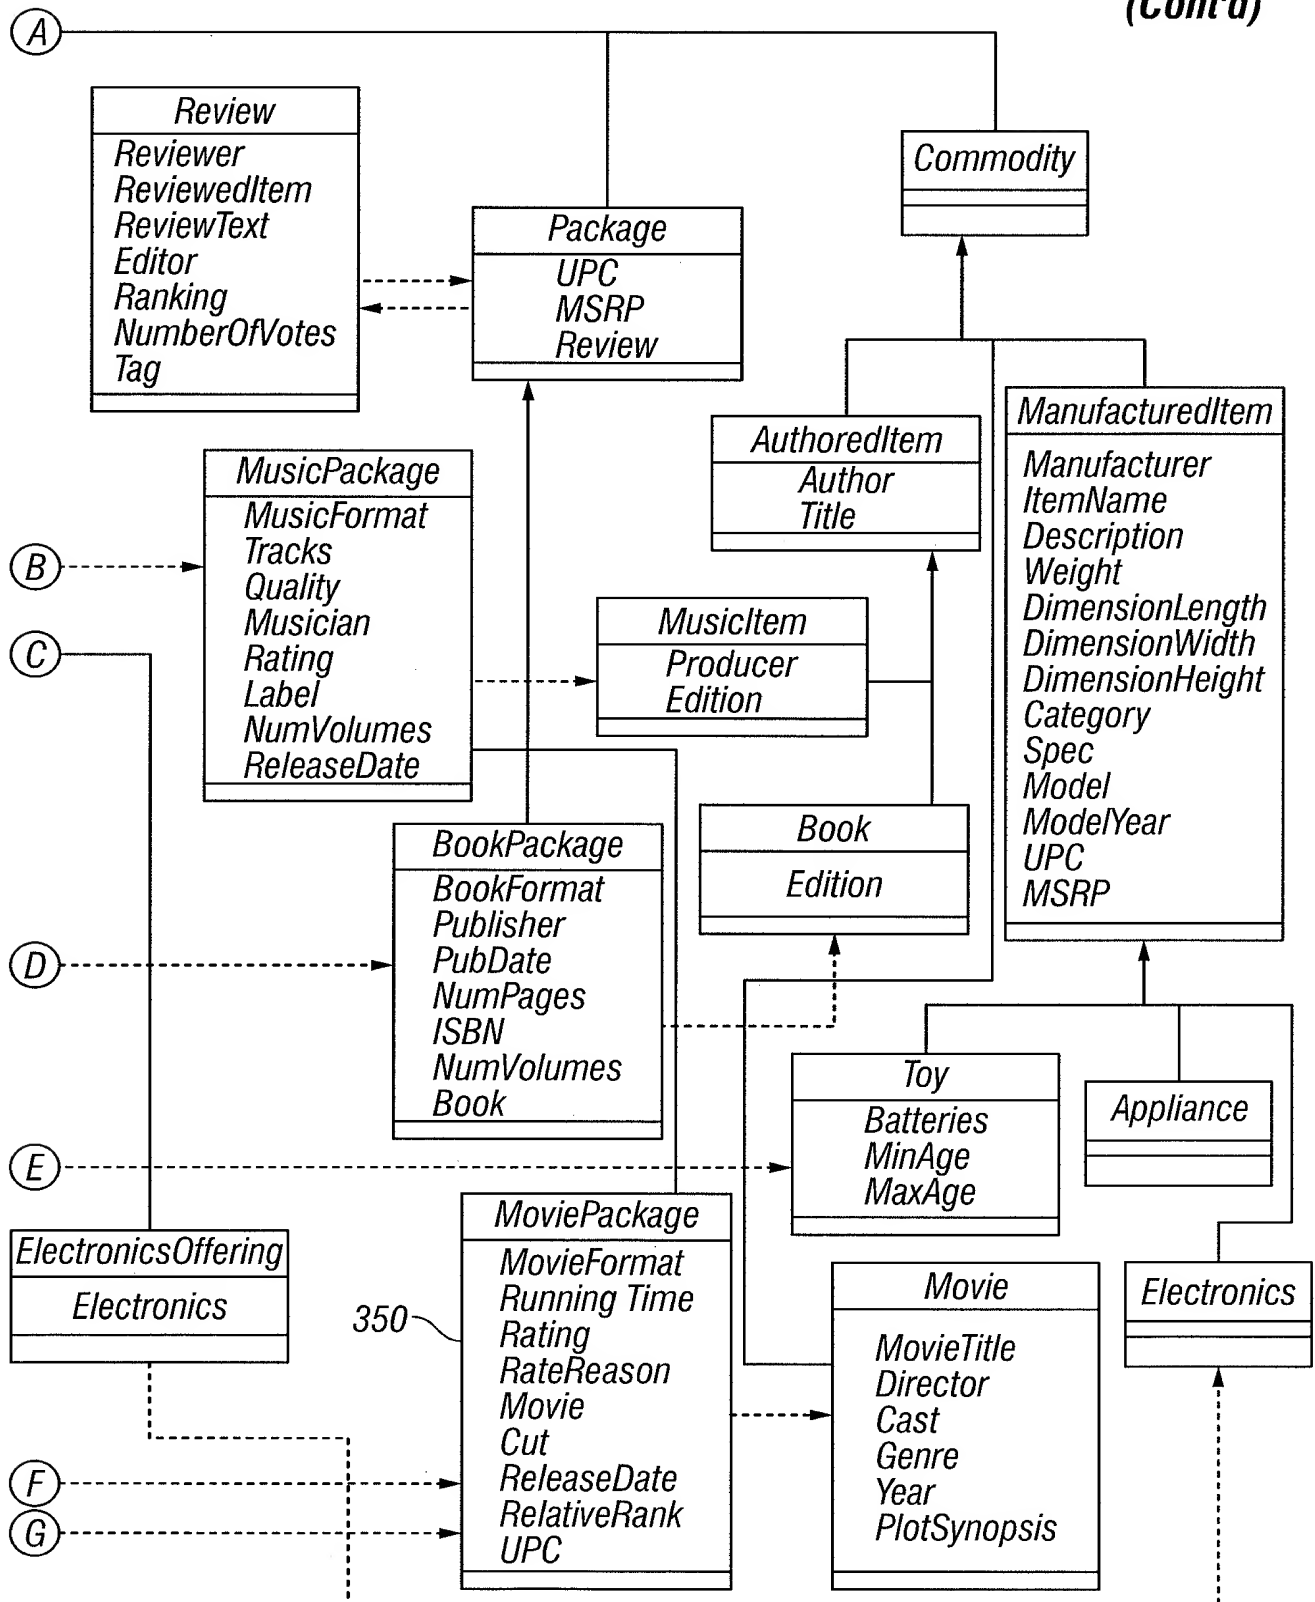 (Cont'd)
A
Review
Reviewer
ReviewedItem
ReviewText
Editor
Ranking
NumberOfVotes
Tag
Package
UPC
MSRP
Review
Commodity
AuthoredItem
Author
Title
ManufacturedItem
Manufacturer
ItemName
Description
Weight
DimensionLength
DimensionWidth
DimensionHeight
Category
Spec
Model
ModelYear
UPC
MSRP
B
C
MusicPackage
MusicFormat
Tracks
Quality
Musician
Rating
Label
NumVolumes
ReleaseDate
MusicItem
Producer
Edition
D
BookPackage
BookFormat
Publisher
PubDate
NumPages
ISBN
NumVolumes
Book
Book
Edition
E
Toy
Batteries
MinAge
MaxAge
Appliance
ElectronicsOffering
Electronics
350
MoviePackage
MovieFormat
Running Time
Rating
RateReason
Movie
Cut
ReleaseDate
RelativeRank
UPC
Movie
MovieTitle
Director
Cast
Genre
Year
PlotSynopsis
Electronics
F
G